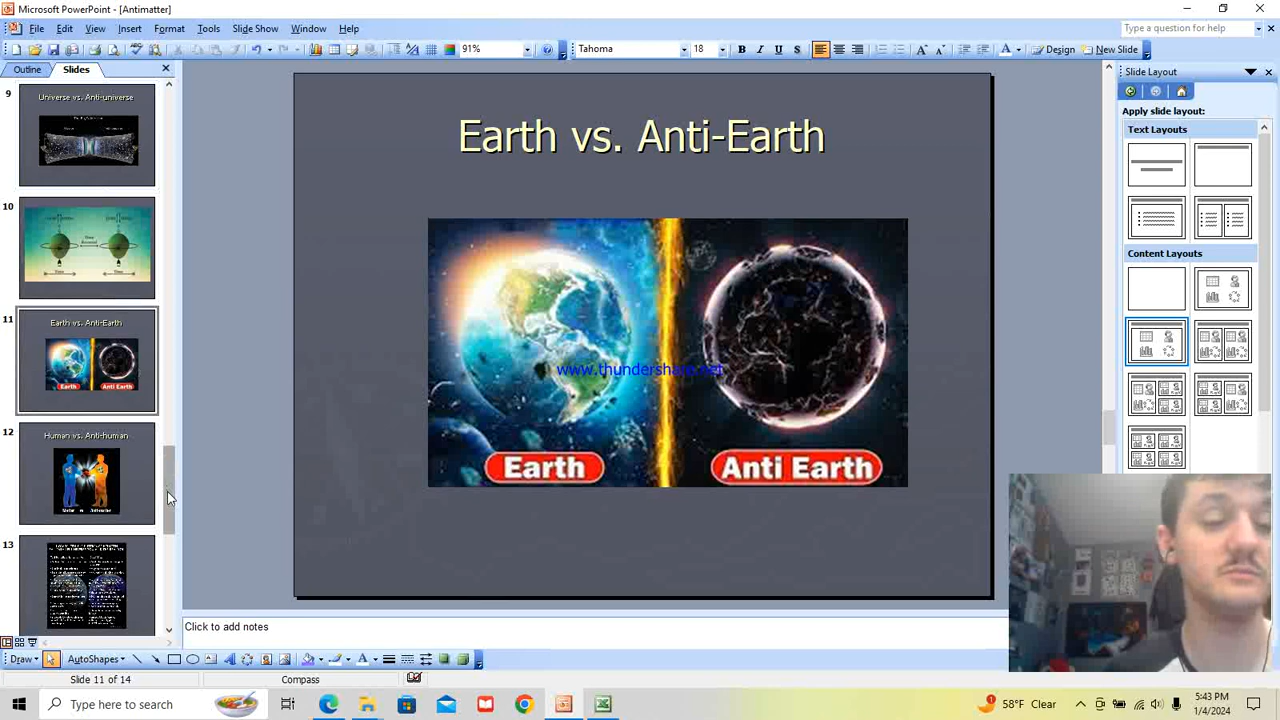 Microsoft PowerPoint - [Antimatter]
File Edit View Insert Format Tools Slide Show Window Help
Type a question for help
91%
Tahoma
18
B I U S
Design
New Slide
Outline
Slides
9
Universe vs. Anti-universe
10
11
Earth vs. Anti-Earth
Earth
Anti Earth
12
Human vs. Anti-human
13
Earth vs. Anti-Earth
www.thundershare.net
Earth
Anti Earth
Click to add notes
Slide Layout
Apply slide layout:
Text Layouts
Content Layouts
Draw
AutoShapes
A
Slide 11 of 14
Compass
Type here to search
58°F Clear
5:43 PM
1/4/2024